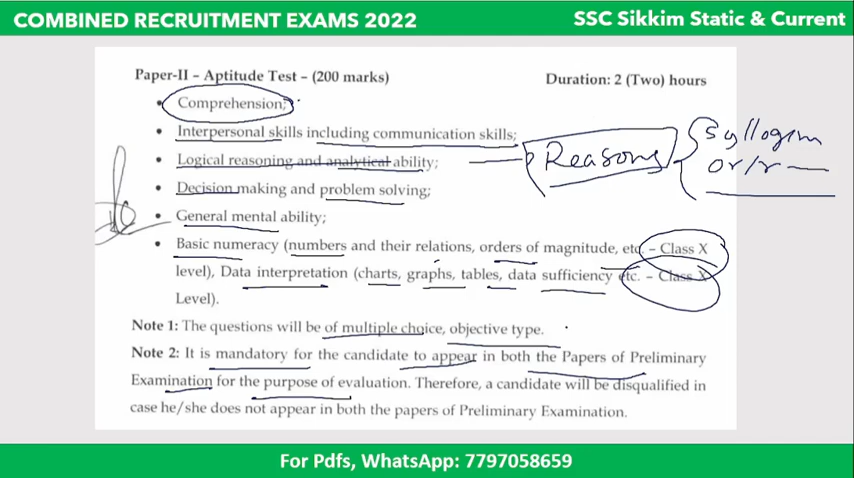 COMBINED RECRUITMENT EXAMS 2022
SSC Sikkim Static & Current
Paper-II – Aptitude Test – (200 marks) Duration: 2 (Two) hours
• Comprehension;
• Interpersonal skills including communication skills;
• Logical reasoning and analytical ability;
• Decision making and problem solving;
• General mental ability;
• Basic numeracy (numbers and their relations, orders of magnitude, etc – Class X
level), Data interpretation (charts, graphs, tables, data sufficiency etc. – Class X
Level).
Reasons
Syllogem
or/r
Note 1: The questions will be of multiple choice, objective type.
Note 2: It is mandatory for the candidate to appear in both the Papers of Preliminary
Examination for the purpose of evaluation. Therefore, a candidate will be disqualified in
case he/she does not appear in both the papers of Preliminary Examination.
For Pdfs, WhatsApp: 7797058659